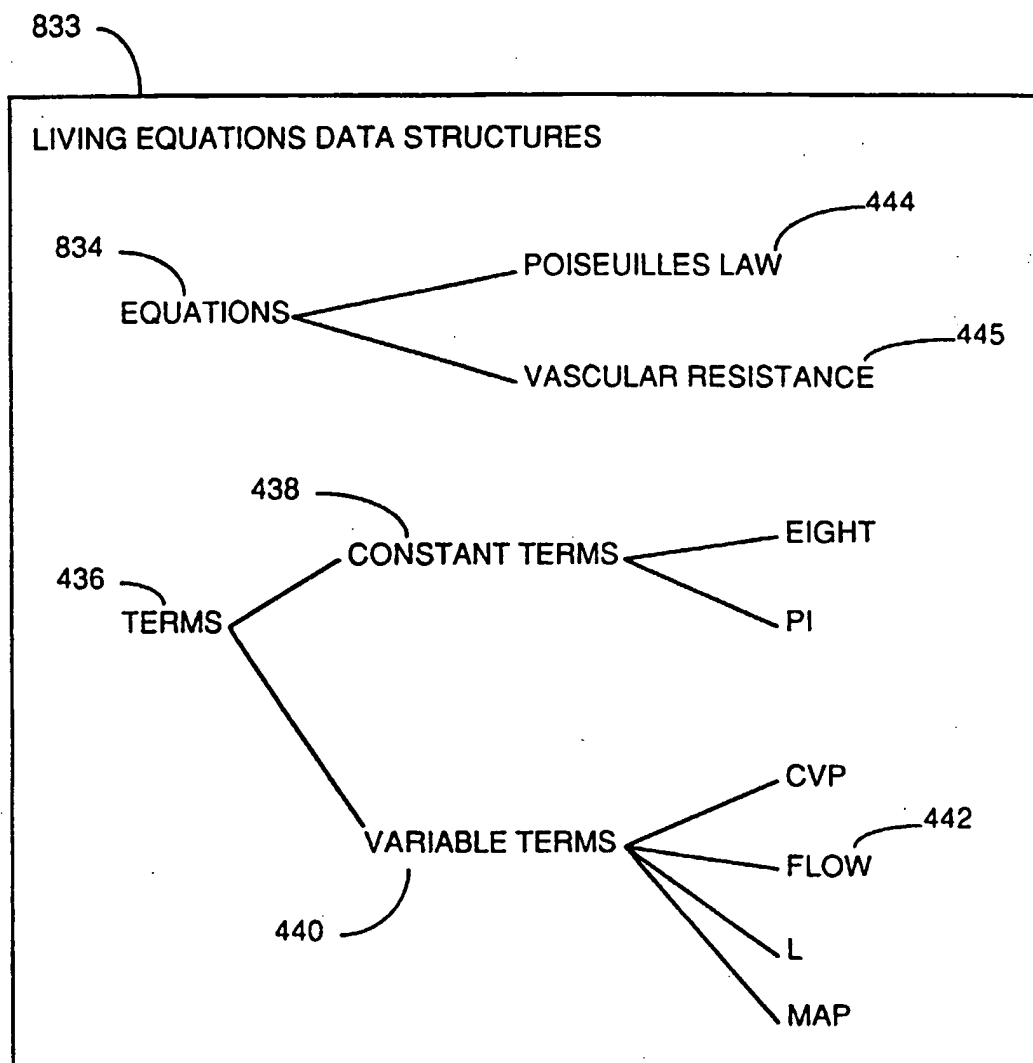 833
LIVING EQUATIONS DATA STRUCTURES
444
834
POISEUILLES LAW
EQUATIONS
445
VASCULAR RESISTANCE
438
EIGHT
CONSTANT TERMS
436
TERMS
PI
CVP
442
VARIABLE TERMS
FLOW
440
L
MAP